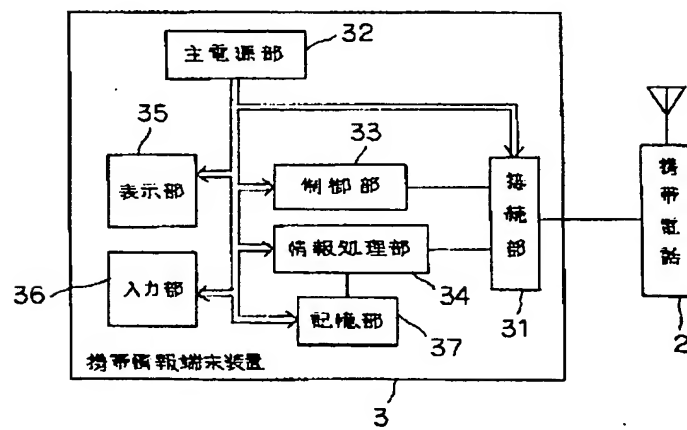 32
主電源部
35
表示部
33
制御部
接続部
31
携帯電話
2
情報処理部
34
36
入力部
記憶部
37
携帯情報端末装置
3